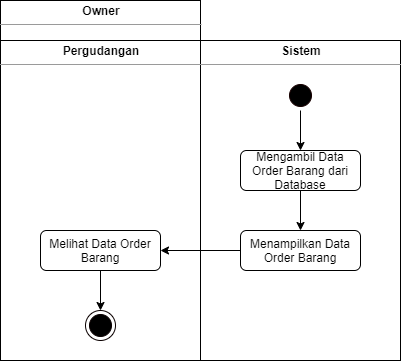 Owner
Pergudangan
Sistem
Mengambil Data
Order Barang dari
Database
Menampilkan Data
Order Barang
Melihat Data Order
Barang